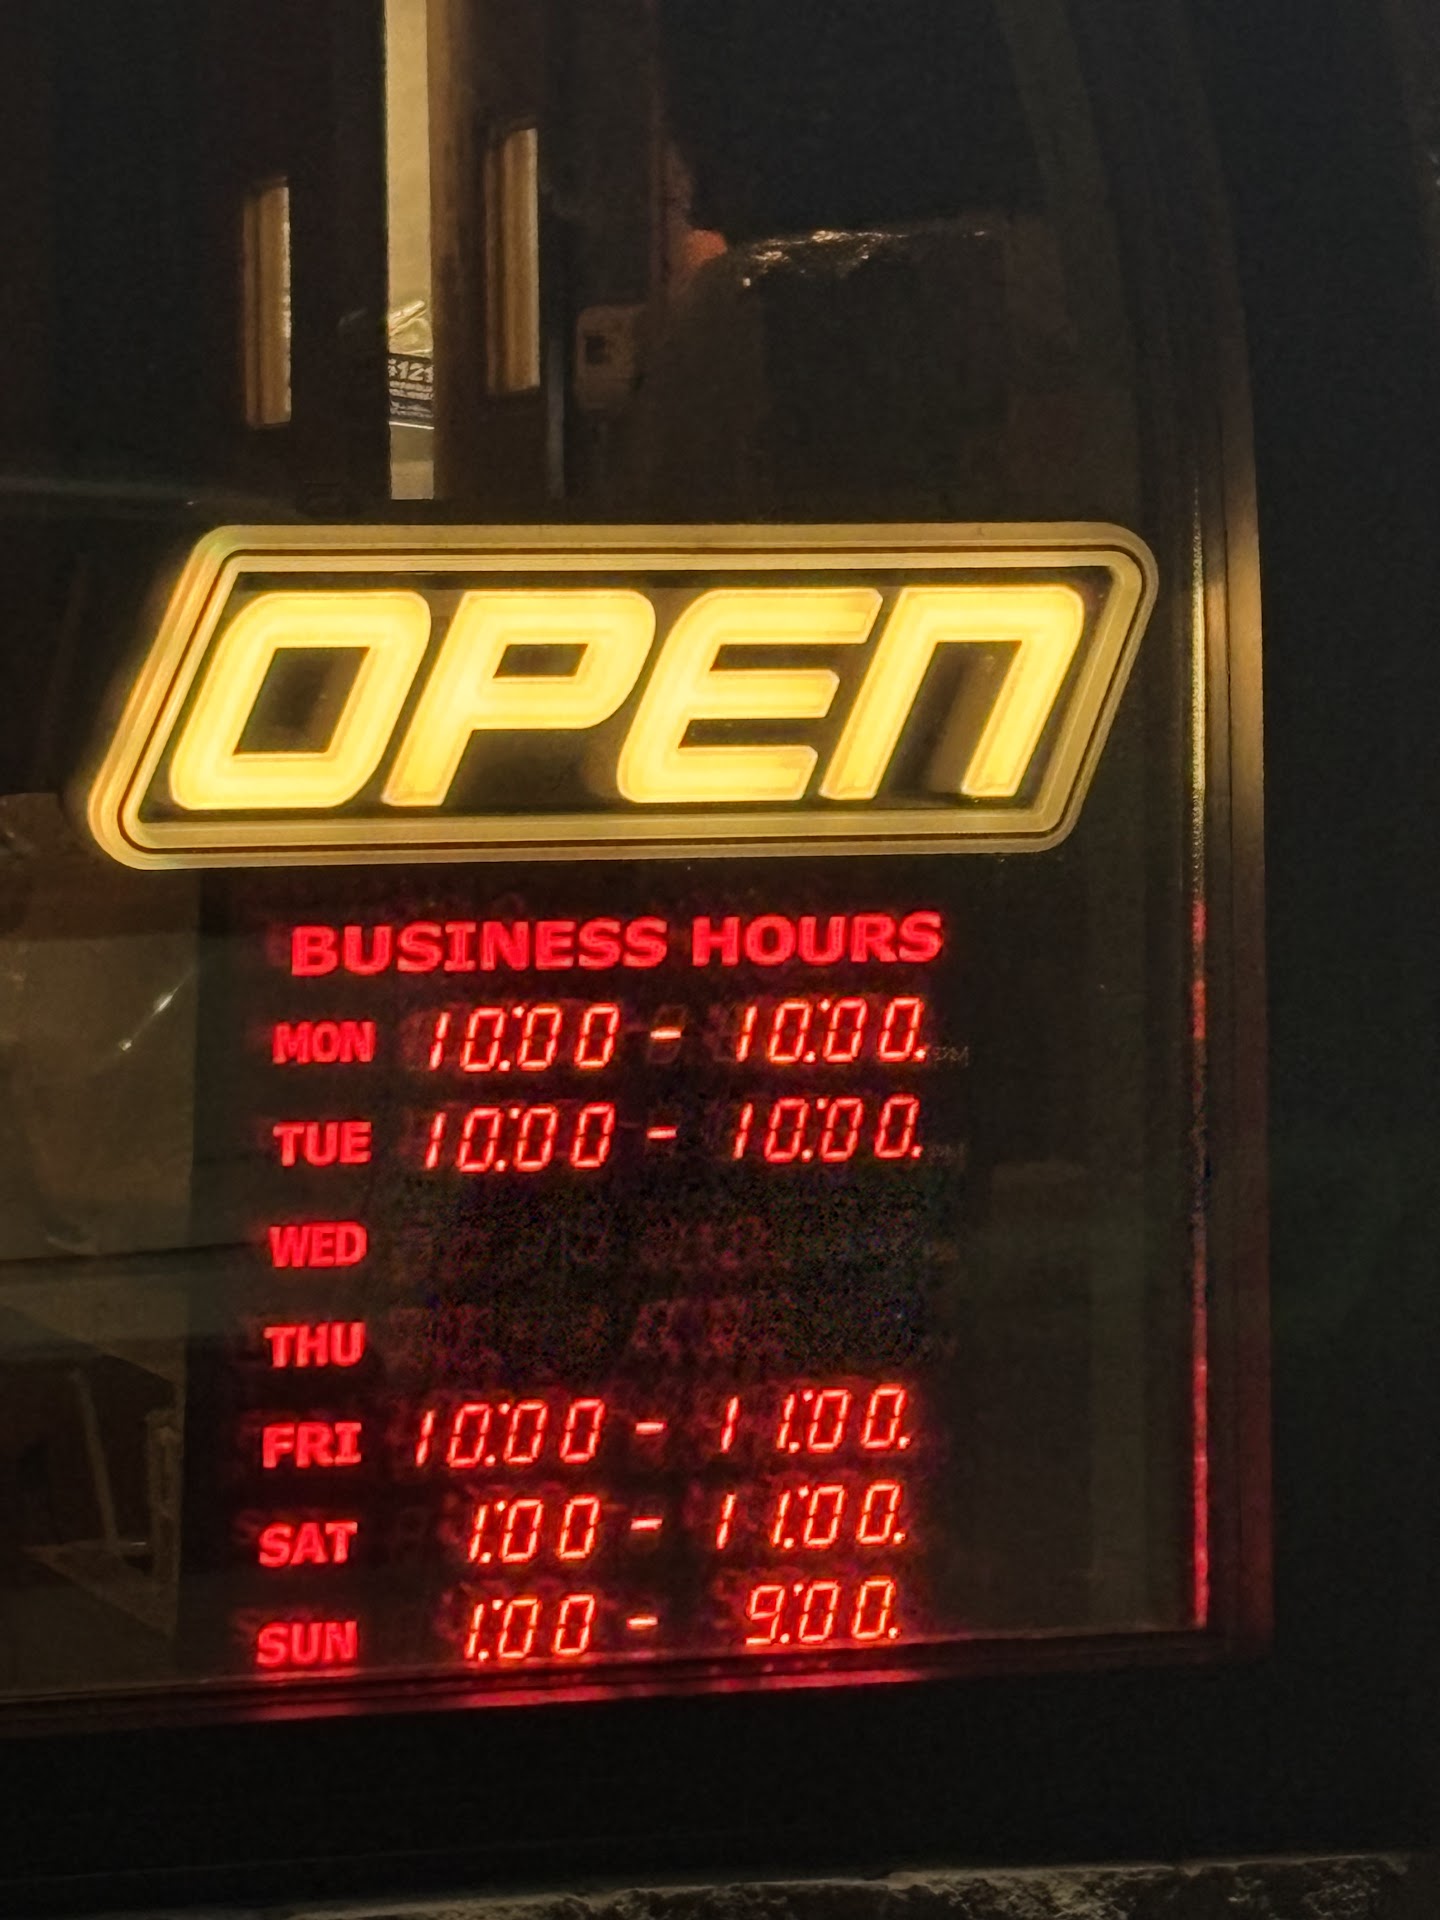 5121
OPEN
BUSINESS HOURS
MON 10:00 - 10:00.
TUE 10:00 - 10:00.
WED
THU
FRI 10:00 - 11:00.
SAT 1:00 - 11:00.
SUN 1:00 - 9:00.